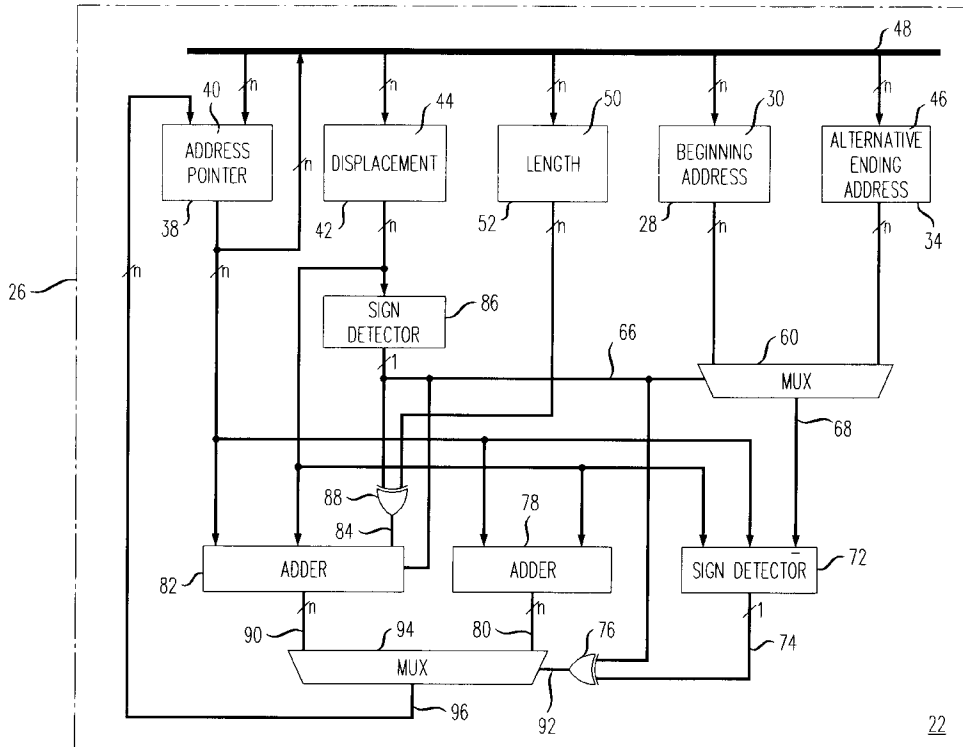 48
n n n n n
40 44 50 30 46
ADDRESS
POINTER
DISPLACEMENT
LENGTH
BEGINNING
ADDRESS
ALTERNATIVE
ENDING
ADDRESS
n
38 42 52 28 34
n n n n n n
26
SIGN
DETECTOR
86
1
66
60
MUX
68
88
84
78
82
ADDER
ADDER
SIGN DETECTOR
72
n n 1
90 94 80 76 74
MUX
92
96
22